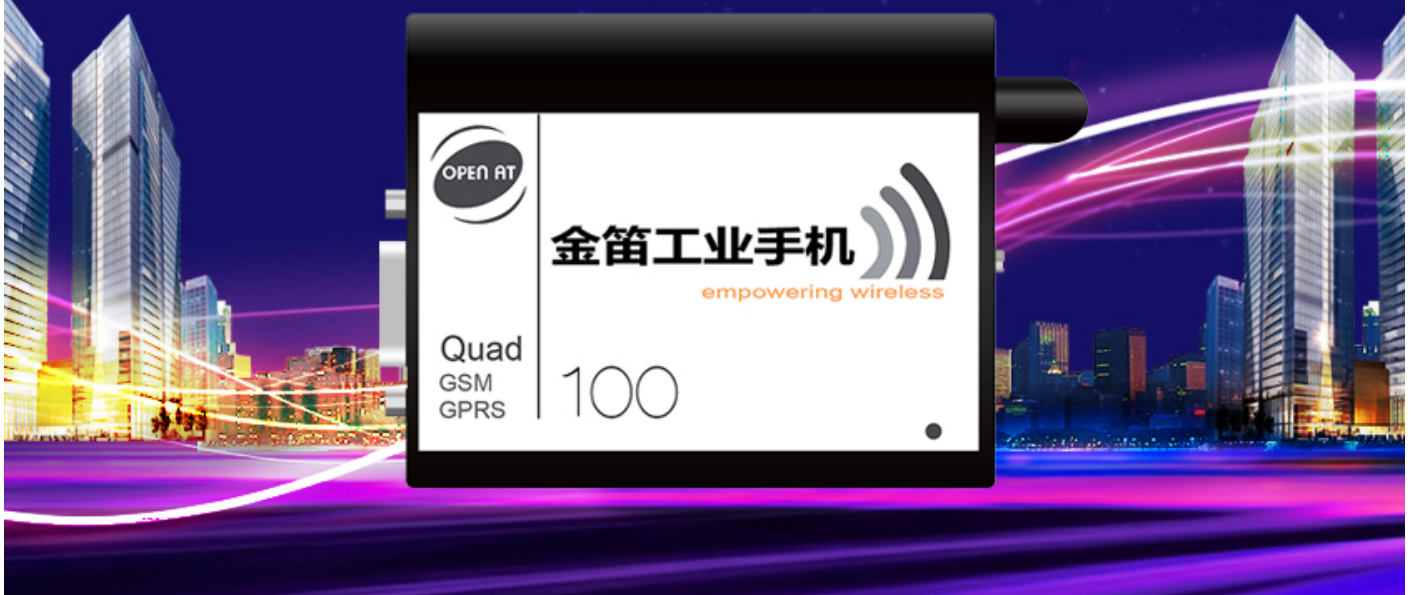 OPEN AT
金笛工业手机
empowering wireless
Quad
GSM
GPRS
100